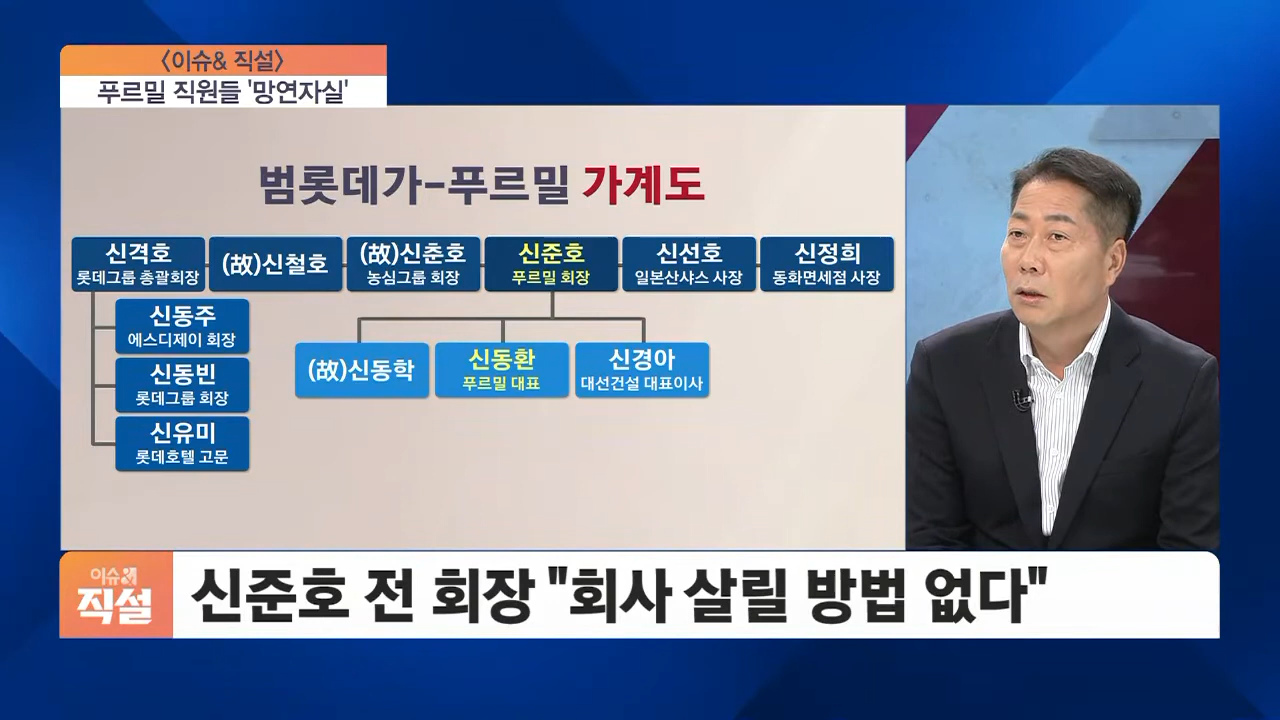 〈이슈& 직설〉
푸르밀 직원들 '망연자실'
범롯데가-푸르밀 가계도
신격호
롯데그룹 총괄회장
(故)신철호
(故)신춘호
농심그룹 회장
신준호
푸르밀 회장
신선호
일본산샤스 사장
신정희
동화면세점 사장
신동주
에스디제이 회장
신동빈
롯데그룹 회장
신유미
롯데호텔 고문
(故)신동학
신동환
푸르밀 대표
신경아
대선건설 대표이사
이슈&
직설
신준호 전 회장 "회사 살릴 방법 없다"